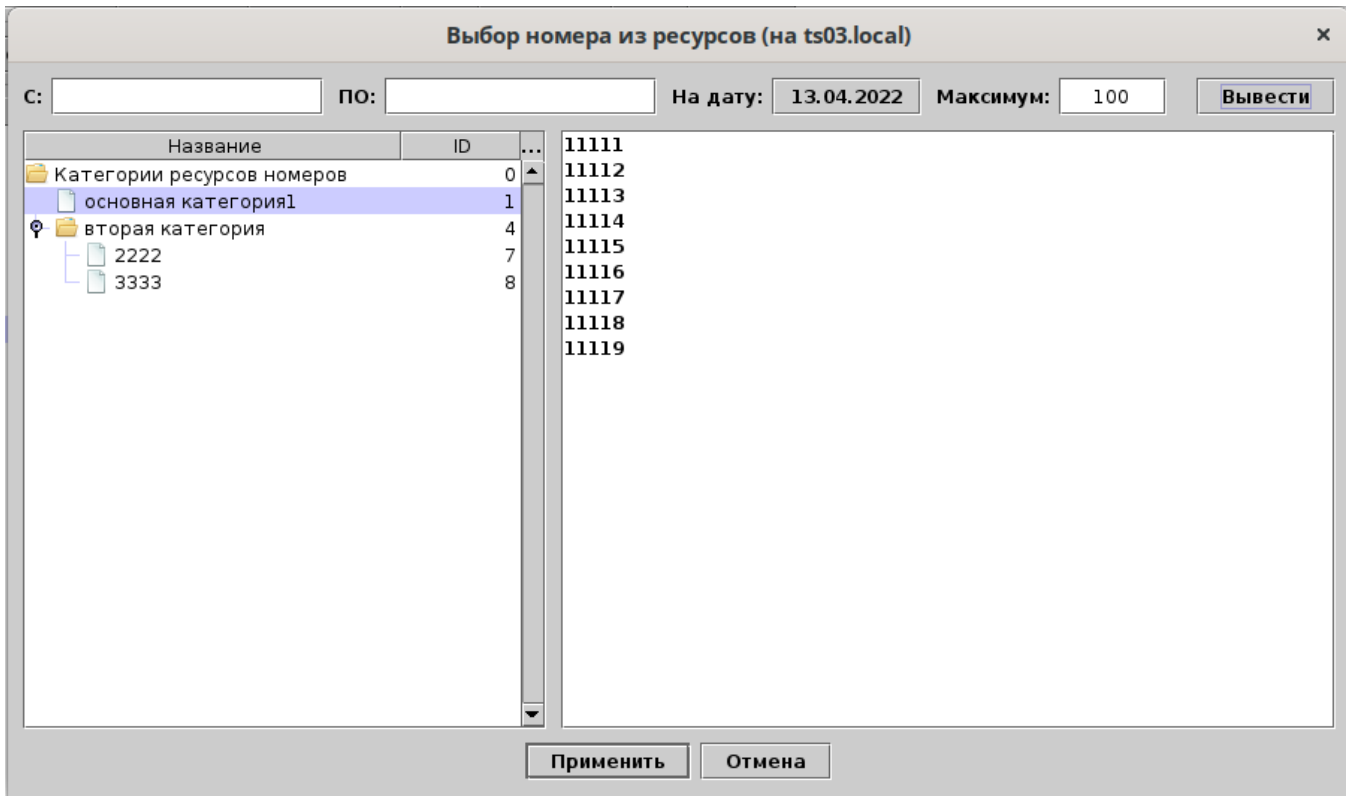 Выбор номера из ресурсов (на ts03.local) ×
С: ПО: На дату: 13.04.2022 Максимум: 100 Вывести
Название ID ...
Категории ресурсов номеров 0
основная категория1 1
вторая категория 4
2222 7
3333 8
11111
11112
11113
11114
11115
11116
11117
11118
11119
Применить Отмена